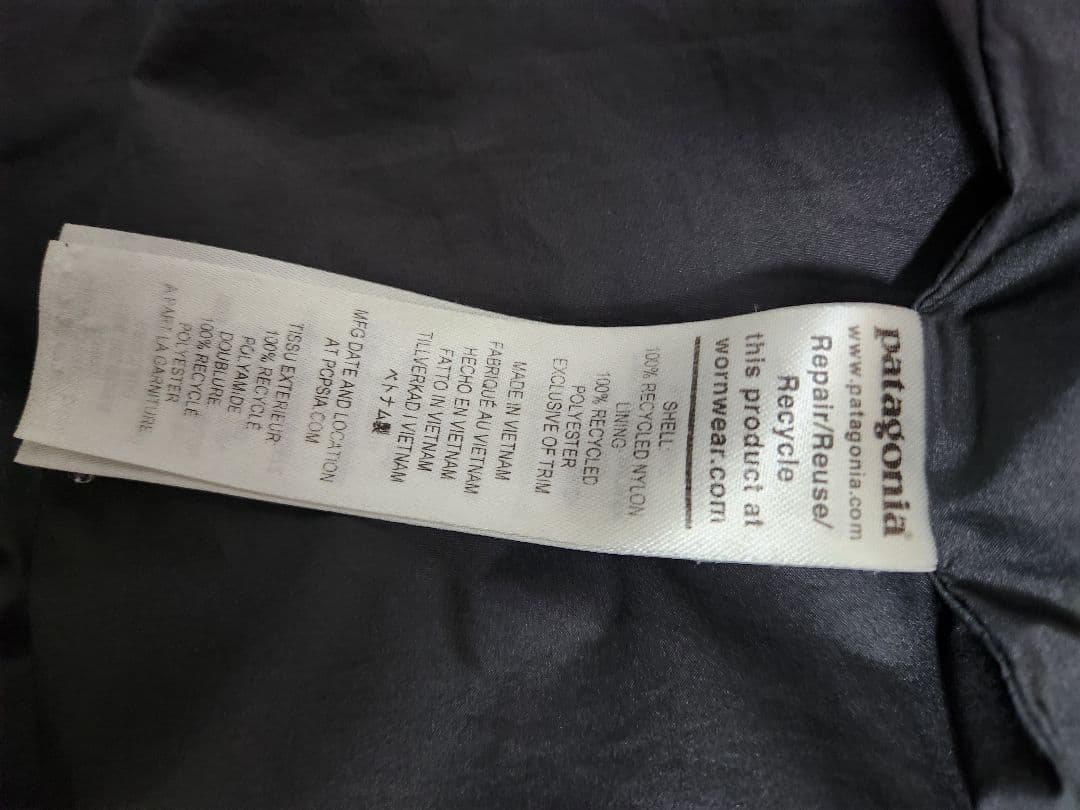 patagonia®
www.patagonia.com
Repair/Reuse/
Recycle
this product at
wornwear.com
SHELL
100% RECYCLED NYLON
LINING
100% RECYCLED
POLYESTER
EXCLUSIVE OF TRIM
MADE IN VIETNAM
FABRIQUÉ AU VIETNAM
HECHO EN VIETNAM
FATTO IN VIETNAM
TILLVERKAD I VIETNAM
ベトナム製
MFG DATE AND LOCATION
AT PCPSIA.COM
TISSU EXTERIEUR
100% RECYCLÉ
POLYAMIDE
DOUBLURE
100% RECYCLÉ
POLYESTER
A PART LA GARNITURE